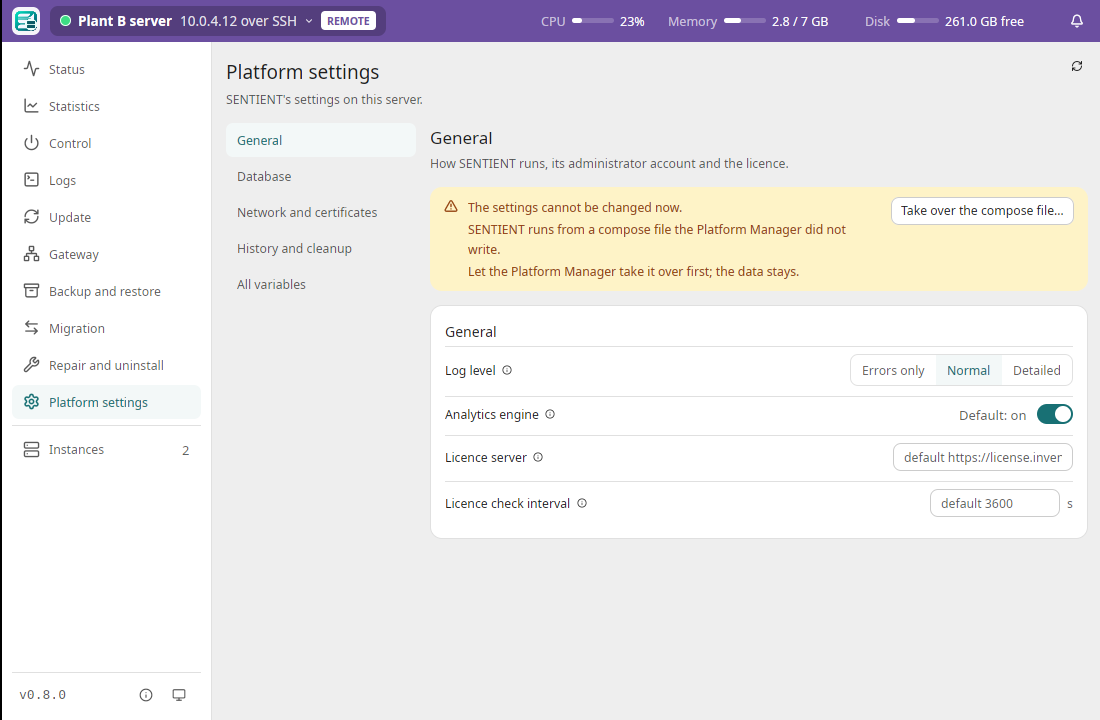 Plant B server 10.0.4.12 over SSH REMOTE
CPU 23% Memory 2.8 / 7 GB Disk 261.0 GB free
Status
Statistics
Control
Logs
Update
Gateway
Backup and restore
Migration
Repair and uninstall
Platform settings
Instances 2
v0.8.0
Platform settings
SENTIENT's settings on this server.
General
Database
Network and certificates
History and cleanup
All variables
General
How SENTIENT runs, its administrator account and the licence.
The settings cannot be changed now.
SENTIENT runs from a compose file the Platform Manager did not
write.
Let the Platform Manager take it over first; the data stays.
Take over the compose file...
General
Log level Errors only Normal Detailed
Analytics engine Default: on
Licence server default https://license.inver
Licence check interval default 3600 s